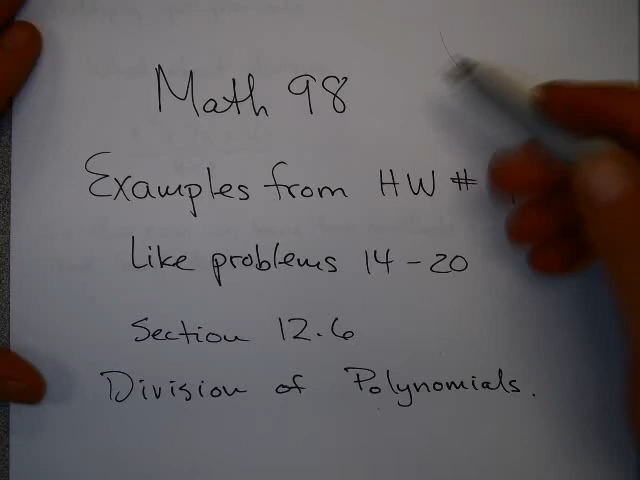 Math 98
Examples from HW #
Like problems 14 - 20
Section 12.6
Division of Polynomials.